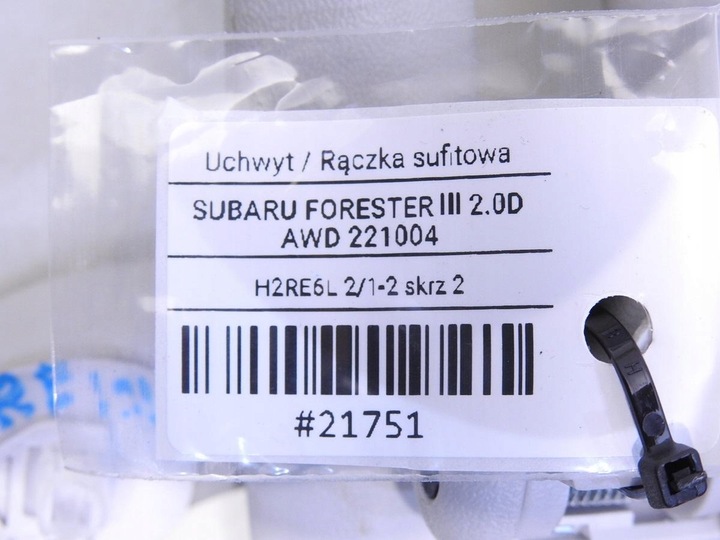 Uchwyt / Rączka sufitowa
SUBARU FORESTER III 2.0D
AWD 221004
H2RE6L 2/1-2 skrz 2
#21751